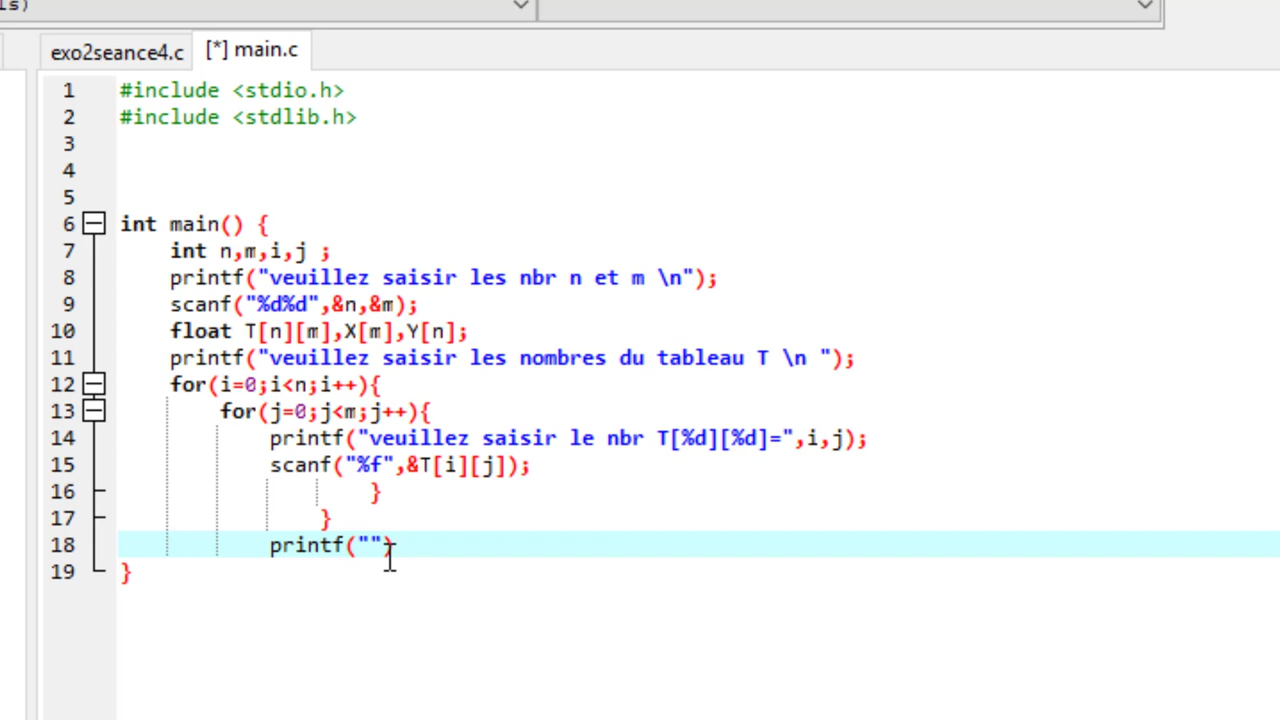 ls)
exo2seance4.c [*] main.c
1 #include <stdio.h>
2 #include <stdlib.h>
3
4
5
6 int main() {
7 int n,m,i,j ;
8 printf("veuillez saisir les nbr n et m \n");
9 scanf("%d%d",&n,&m);
10 float T[n][m],X[m],Y[n];
11 printf("veuillez saisir les nombres du tableau T \n ");
12 for(i=0;i<n;i++){
13 for(j=0;j<m;j++){
14 printf("veuillez saisir le nbr T[%d][%d]=",i,j);
15 scanf("%f",&T[i][j]);
16 }
17 }
18 printf("")
19 }